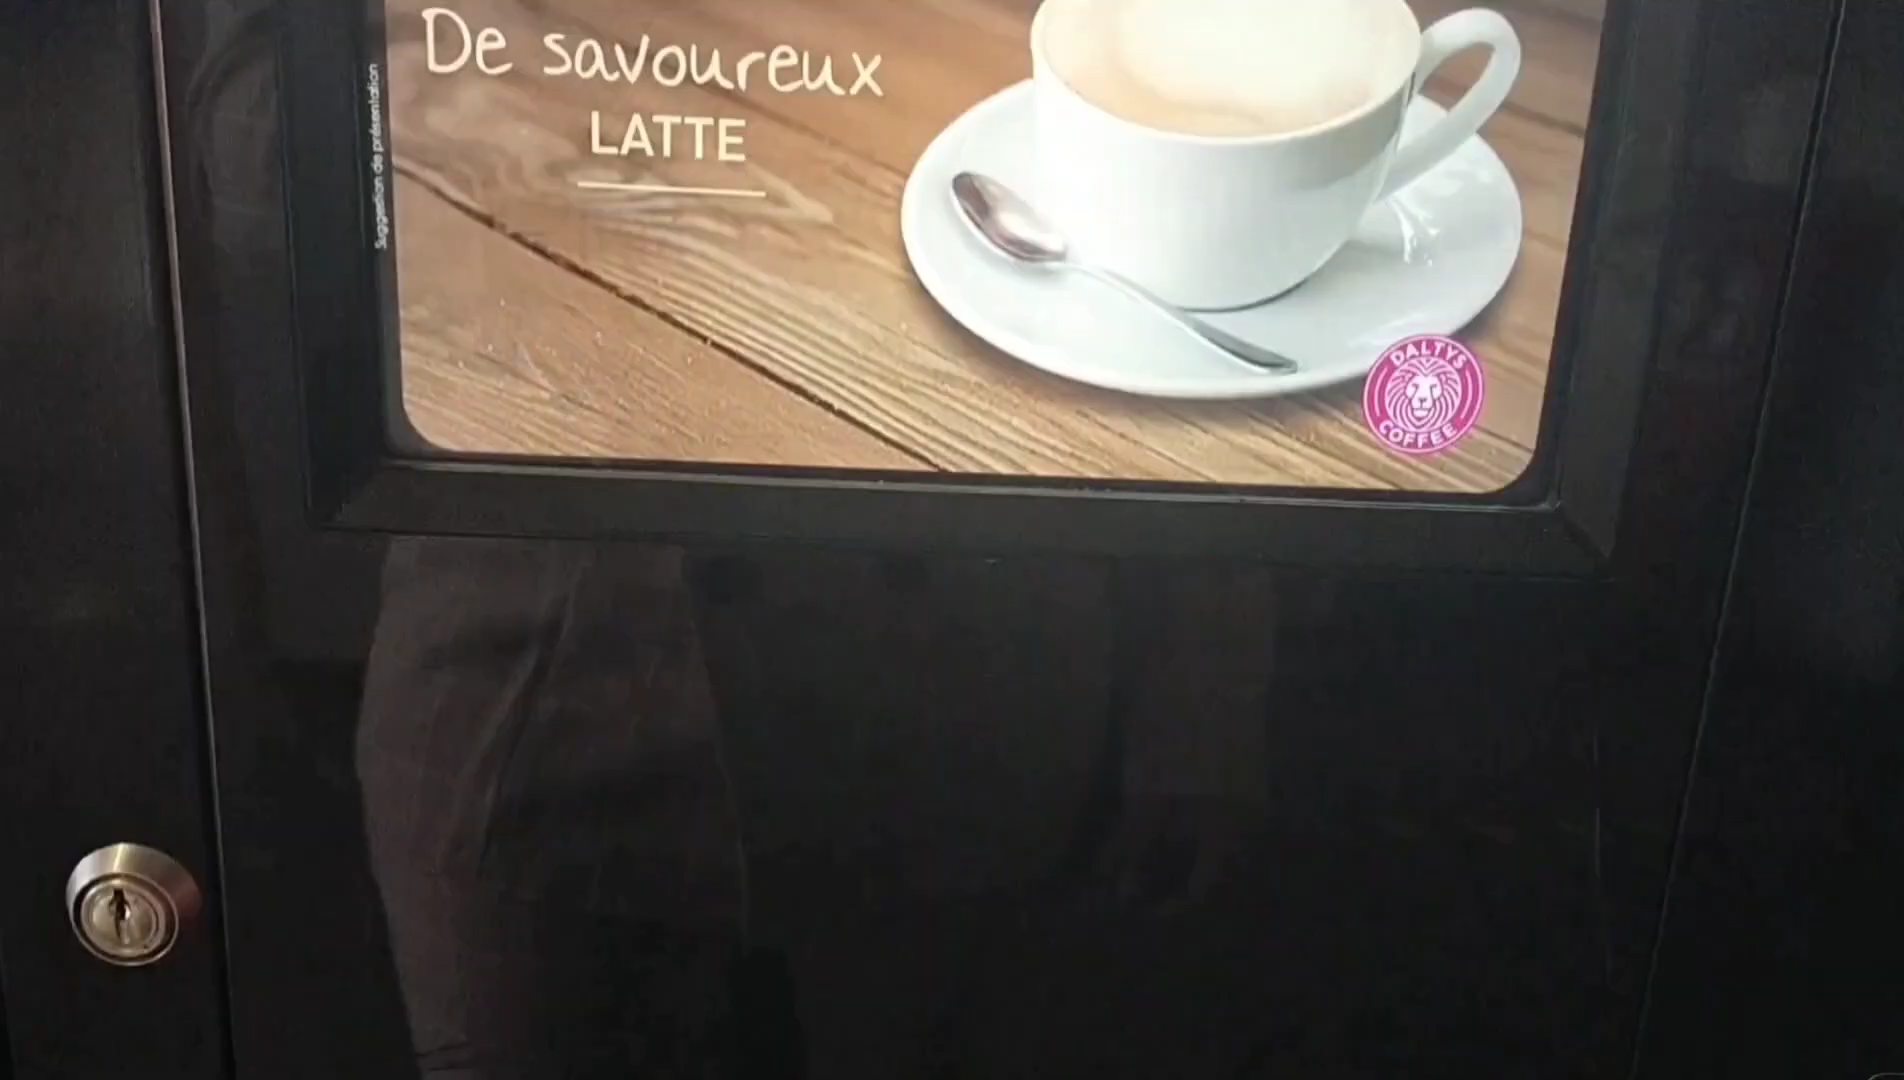 De savoureux
LATTE
Suggestion de présentation
DALTYS
COFFEE